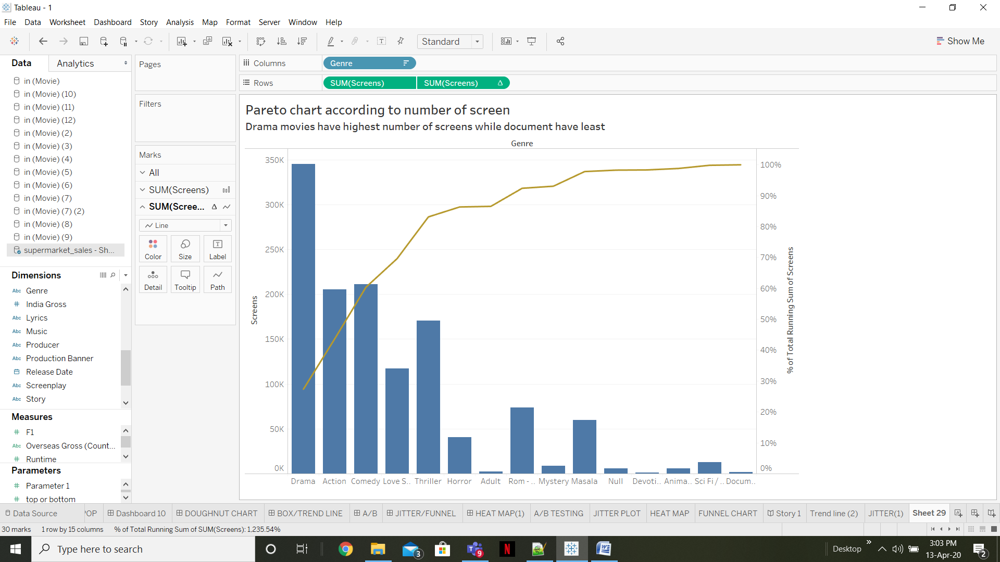 Tableau - 1
File Data Worksheet Dashboard Story Analysis Map Format Server Window Help
Standard
Show Me
Data Analytics
in (Movie)
in (Movie) (10)
in (Movie) (11)
in (Movie) (12)
in (Movie) (2)
in (Movie) (3)
in (Movie) (4)
in (Movie) (5)
in (Movie) (6)
in (Movie) (7)
in (Movie) (7) (2)
in (Movie) (8)
in (Movie) (9)
supermarket_sales - Sh...
Dimensions
Abc Genre
# India Gross
Abc Lyrics
Abc Music
Abc Producer
Abc Production Banner
Release Date
Abc Screenplay
Abc Story
Measures
# F1
Abc Overseas Gross (Count...
# Runtime
Parameters
# Parameter 1
# top or bottom
Pages
Filters
Marks
All
SUM(Screens)
SUM(Scree... Δ
Line
Color Size Label
Detail Tooltip Path
Columns Genre
Rows SUM(Screens) SUM(Screens) Δ
Pareto chart according to number of screen
Drama movies have highest number of screens while document have least
Genre
350K
300K
250K
200K
150K
100K
50K
0K
Screens
100%
90%
80%
70%
60%
50%
40%
30%
20%
10%
0%
% of Total Running Sum of Screens
Drama Action Comedy Love S.. Thriller Horror Adult Rom - .. Mystery Masala Null Devoti.. Anima.. Sci Fi / .. Docum..
Data Source POP Dashboard 10 DOUGHNUT CHART BOX/TREND LINE A/B JITTER/FUNNEL HEAT MAP(1) A/B TESTING JITTER PLOT HEAT MAP FUNNEL CHART Story 1 Trend line (2) JITTER(1) Sheet 29
30 marks 1 row by 15 columns % of Total Running Sum of SUM(Screens): 1,235.54%
Type here to search
3
9
N
Desktop
3:03 PM
13-Apr-20
2